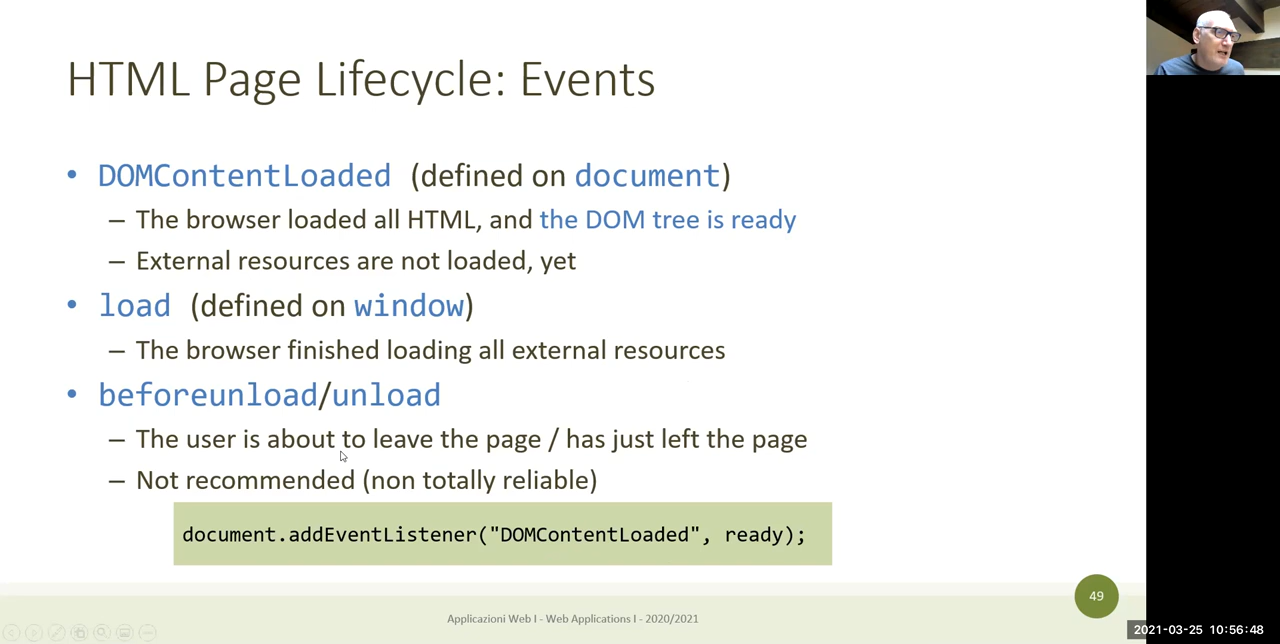 HTML Page Lifecycle: Events
• DOMContentLoaded (defined on document)
– The browser loaded all HTML, and the DOM tree is ready
– External resources are not loaded, yet
• load (defined on window)
– The browser finished loading all external resources
• beforeunload/unload
– The user is about to leave the page / has just left the page
– Not recommended (non totally reliable)
document.addEventListener("DOMContentLoaded", ready);
49
Applicazioni Web I - Web Applications I - 2020/2021
2021-03-25 10:56:48